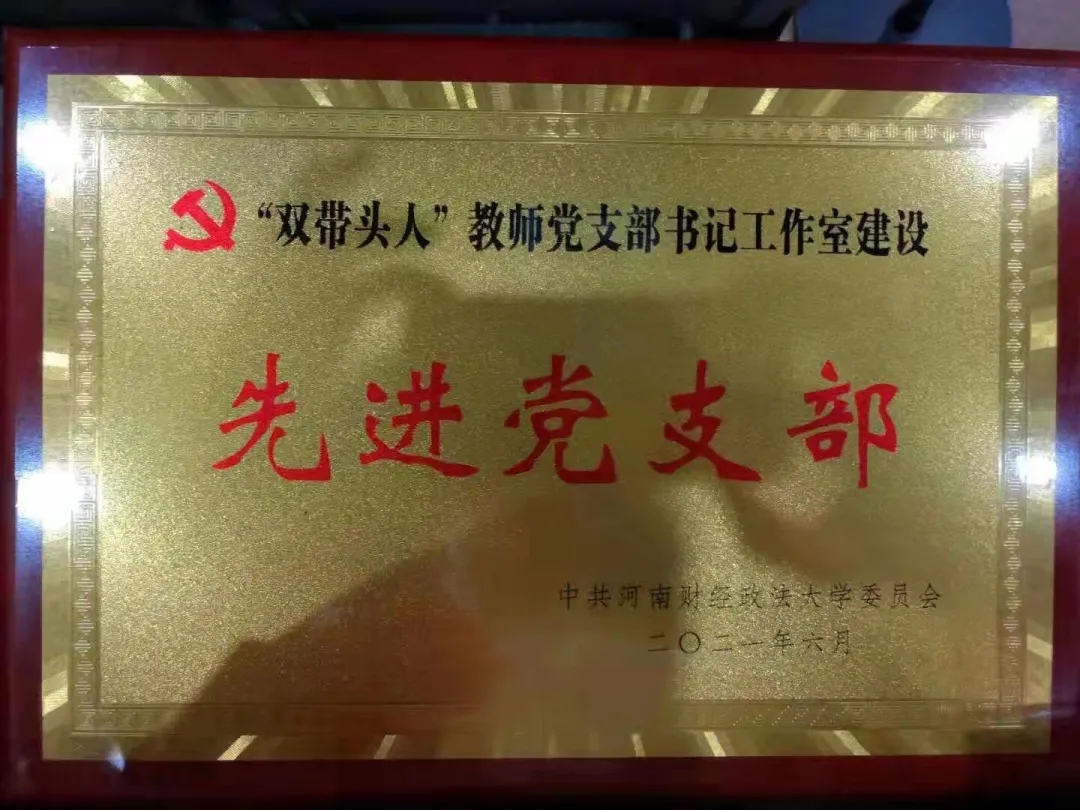 “双带头人”教师党支部书记工作室建设
先进党支部
中共河南财经政法大学委员会
二〇二一年六月